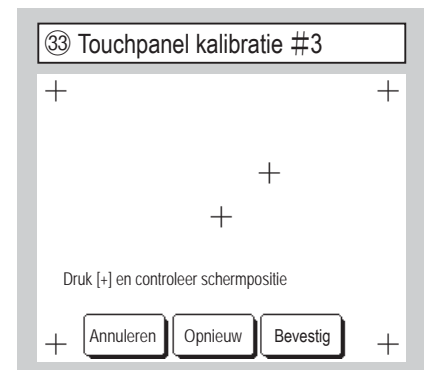 ㉝ Touchpanel kalibratie #3
Druk [+] en controleer schermpositie
Annuleren Opnieuw Bevestig